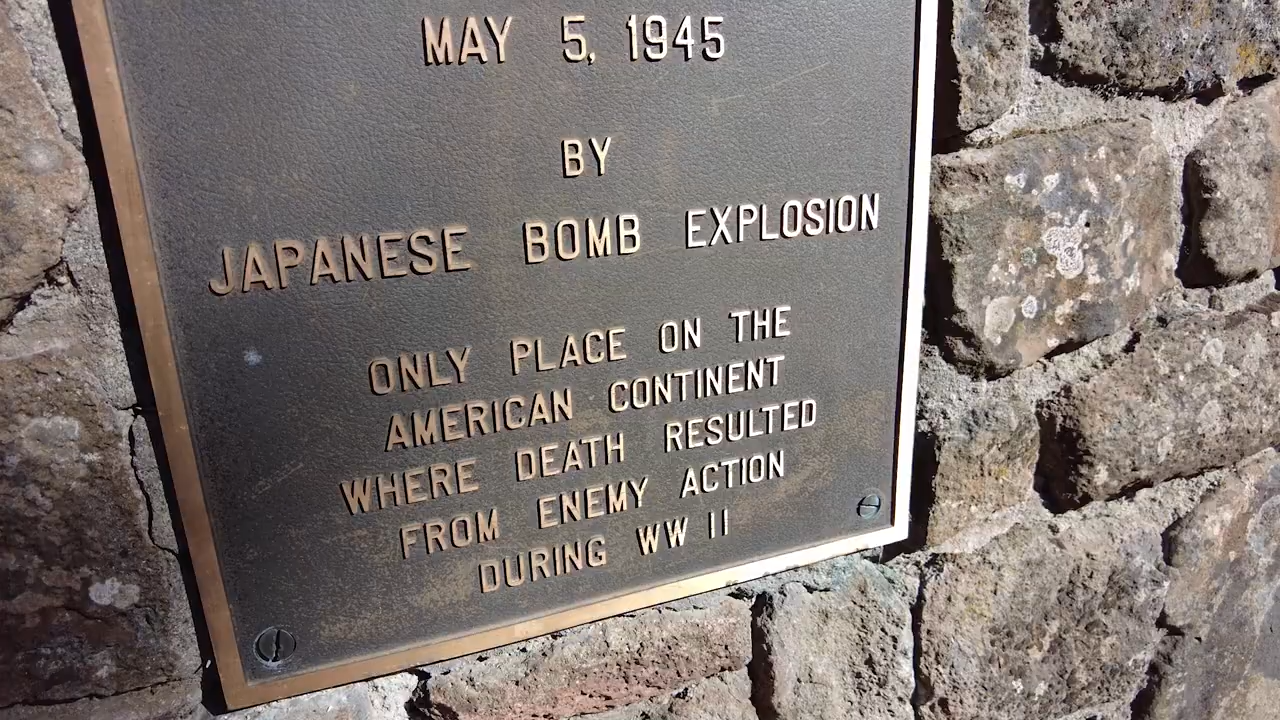 MAY 5, 1945
BY
JAPANESE BOMB EXPLOSION
ONLY PLACE ON THE
AMERICAN CONTINENT
WHERE DEATH RESULTED
FROM ENEMY ACTION
DURING WW II